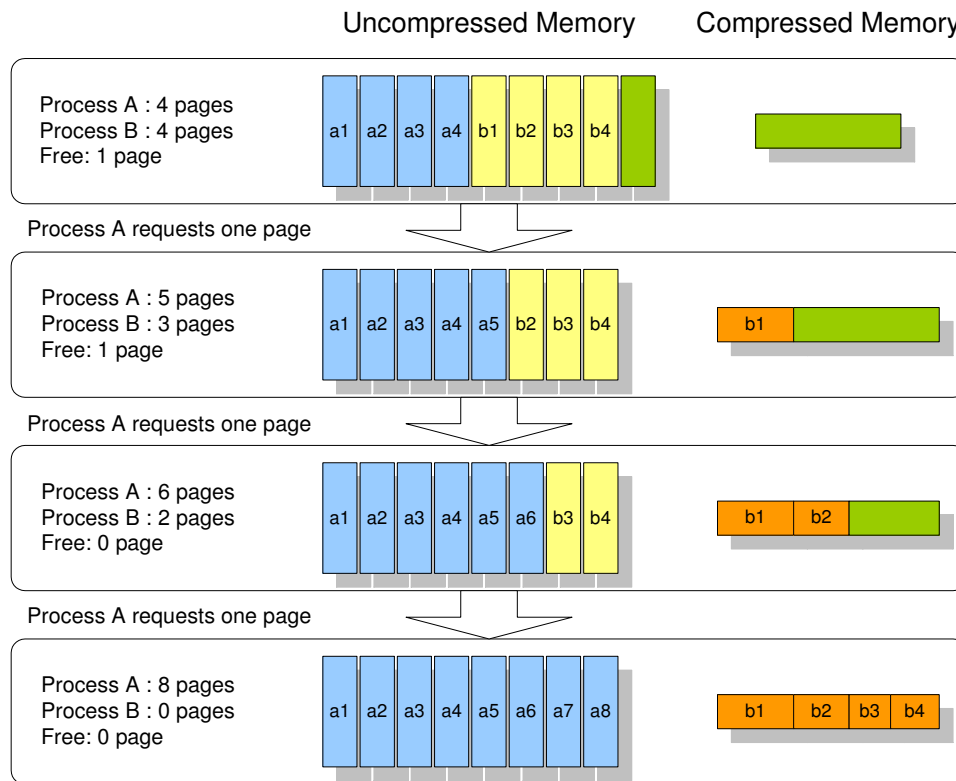 Uncompressed Memory
Compressed Memory
Process A : 4 pages
Process B : 4 pages
Free: 1 page
a1 a2 a3 a4 b1 b2 b3 b4
Process A requests one page
Process A : 5 pages
Process B : 3 pages
Free: 1 page
a1 a2 a3 a4 a5 b2 b3 b4
b1
Process A requests one page
Process A : 6 pages
Process B : 2 pages
Free: 0 page
a1 a2 a3 a4 a5 a6 b3 b4
b1 b2
Process A requests one page
Process A : 8 pages
Process B : 0 pages
Free: 0 page
a1 a2 a3 a4 a5 a6 a7 a8
b1 b2 b3 b4